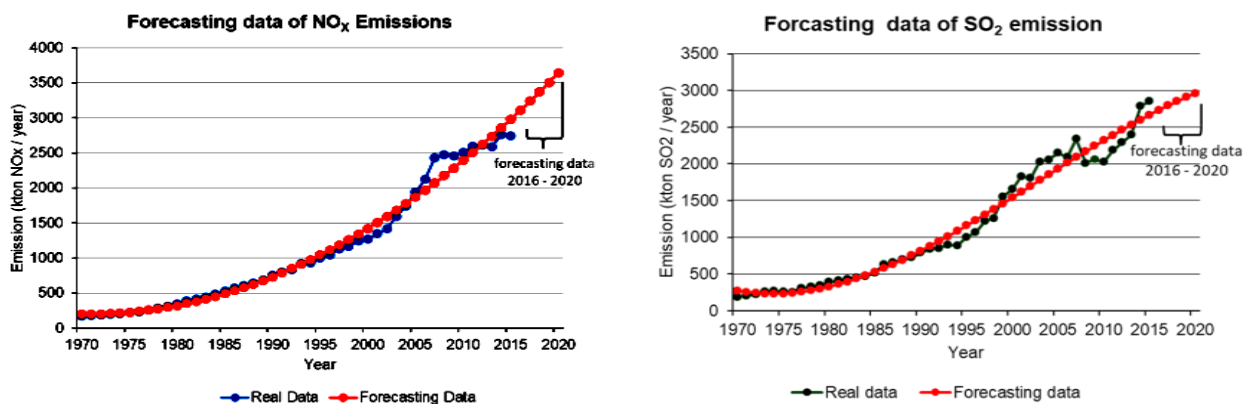 Forecasting data of NOX Emissions
4000
3500
3000
2500
2000
1500
1000
500
0
Emission (kton NOx / year)
forecasting data
2016 - 2020
1970 1975 1980 1985 1990 1995 2000 2005 2010 2015 2020
Year
Real Data Forecasting Data
Forcasting data of SO2 emission
3500
3000
2500
2000
1500
1000
500
0
Emission (kton SO2 / year)
forecasting data
2016 - 2020
1970 1975 1980 1985 1990 1995 2000 2005 2010 2015 2020
Year
Real data Forecasting data